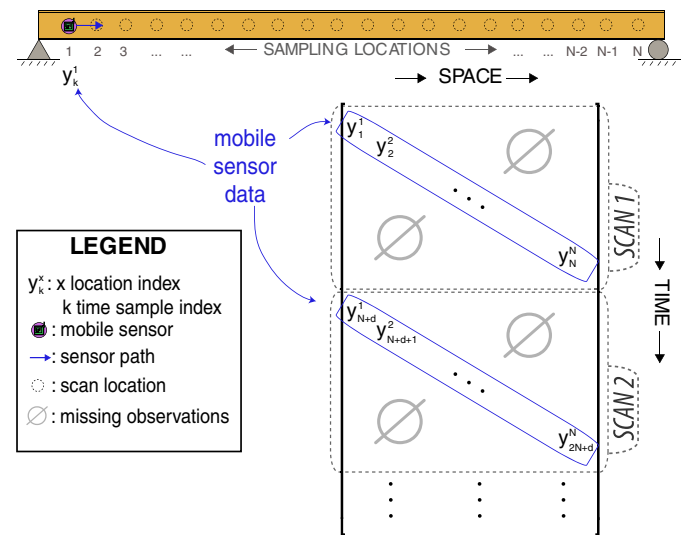 1 2 3 ... ... SAMPLING LOCATIONS ... ... N-2 N-1 N
y_k^1
SPACE
mobile
sensor
data
y_1^1
y_2^2
...
y_N^N
SCAN 1
TIME
y_{N+d}^1
y_{N+d+1}^2
...
y_{2N+d}^N
SCAN 2
LEGEND
y_k^x : x location index
k time sample index
: mobile sensor
: sensor path
: scan location
: missing observations